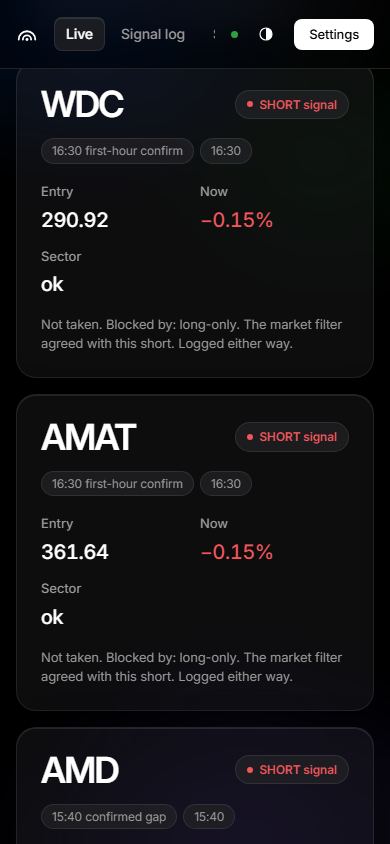 Live
Signal log
Settings
WDC
SHORT signal
16:30 first-hour confirm
16:30
Entry
Now
290.92
−0.15%
Sector
ok
Not taken. Blocked by: long-only. The market filter
agreed with this short. Logged either way.
AMAT
SHORT signal
16:30 first-hour confirm
16:30
Entry
Now
361.64
−0.15%
Sector
ok
Not taken. Blocked by: long-only. The market filter
agreed with this short. Logged either way.
AMD
SHORT signal
15:40 confirmed gap
15:40